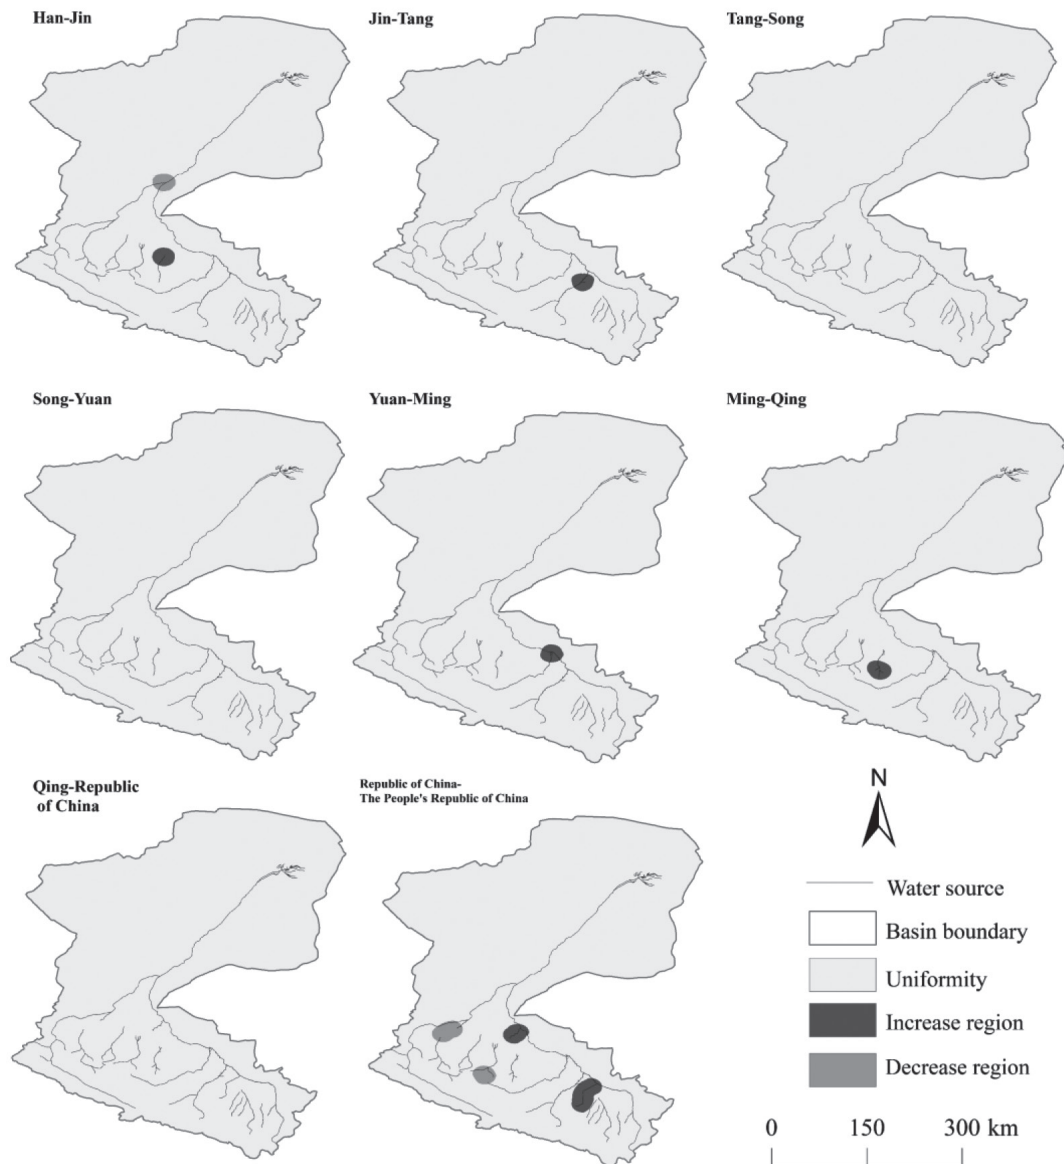 Han-Jin
Jin-Tang
Tang-Song
Song-Yuan
Yuan-Ming
Ming-Qing
Qing-Republic
of China
Republic of China-
The People's Republic of China
N
Water source
Basin boundary
Uniformity
Increase region
Decrease region
0 150 300 km